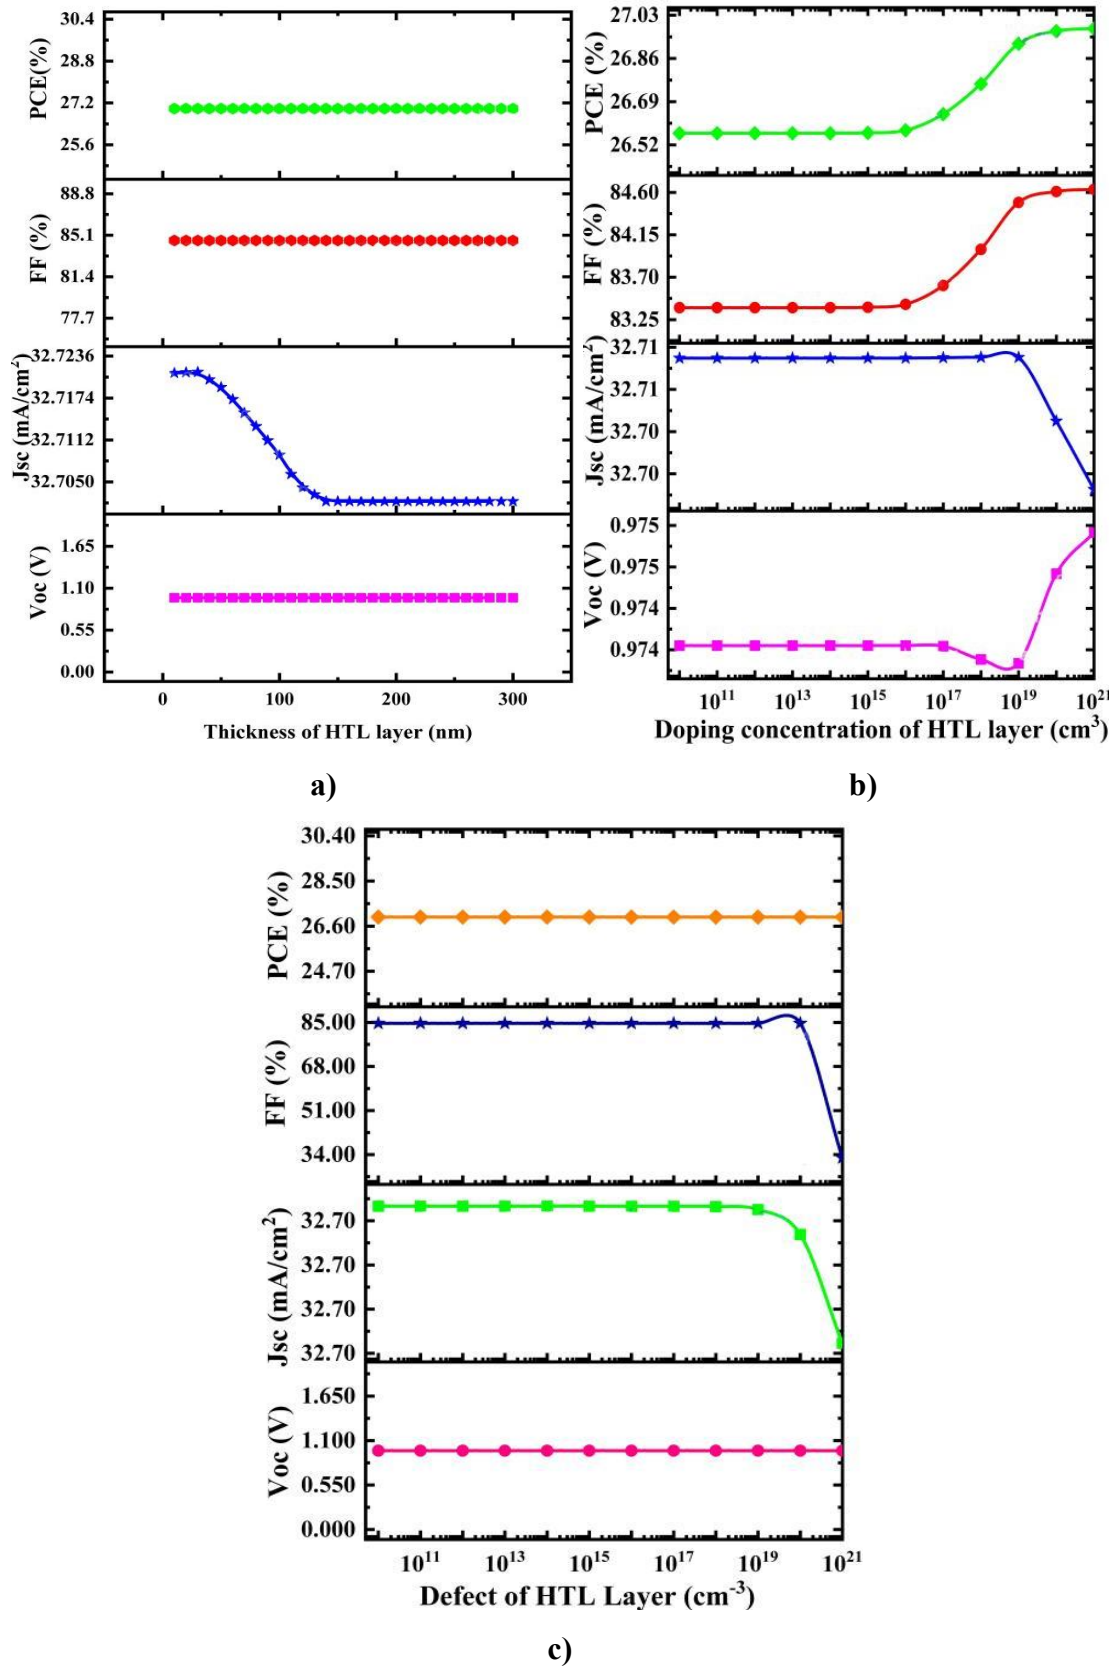 PCE(%)
30.4
28.8
27.2
25.6
FF (%)
88.8
85.1
81.4
77.7
Jsc (mA/cm²)
32.7236
32.7174
32.7112
32.7050
Voc (V)
1.65
1.10
0.55
0.00
0 100 200 300
Thickness of HTL layer (nm)
a)
PCE (%)
27.03
26.86
26.69
26.52
FF (%)
84.60
84.15
83.70
83.25
Jsc (mA/cm²)
32.71
32.71
32.70
32.70
Voc (V)
0.975
0.975
0.974
0.974
10¹¹ 10¹³ 10¹⁵ 10¹⁷ 10¹⁹ 10²¹
Doping concentration of HTL layer (cm³)
b)
PCE (%)
30.40
28.50
26.60
24.70
FF (%)
85.00
68.00
51.00
34.00
Jsc (mA/cm²)
32.70
32.70
32.70
32.70
Voc (V)
1.650
1.100
0.550
0.000
10¹¹ 10¹³ 10¹⁵ 10¹⁷ 10¹⁹ 10²¹
Defect of HTL Layer (cm⁻³)
c)